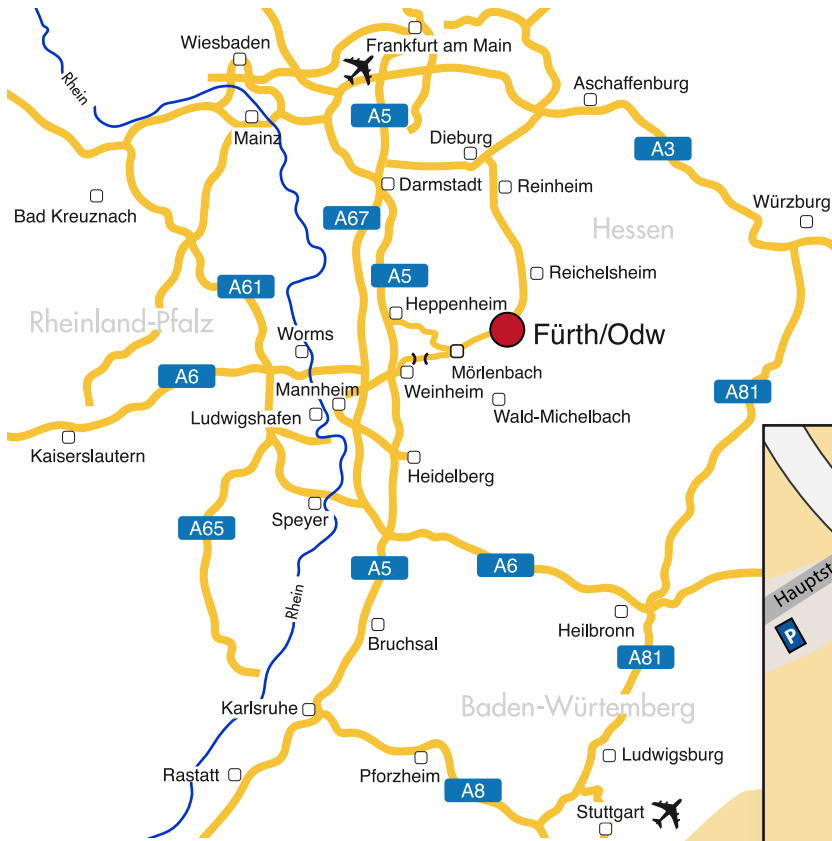 Wiesbaden
Frankfurt am Main
Rhein
Aschaffenburg
A5
Mainz
Dieburg
A3
Darmstadt
Reinheim
Bad Kreuznach
A67
Würzburg
Hessen
A5
Reichelsheim
A61
Heppenheim
Rheinland-Pfalz
Worms
Fürth/Odw
A6
Mörlenbach
Mannheim
Weinheim
A81
Ludwigshafen
Wald-Michelbach
Kaiserslautern
Heidelberg
Speyer
A65
A5
A6
Hauptst
Rhein
Heilbronn
P
Bruchsal
A81
Karlsruhe
Baden-Würtemberg
Ludwigsburg
Rastatt
Pforzheim
A8
Stuttgart